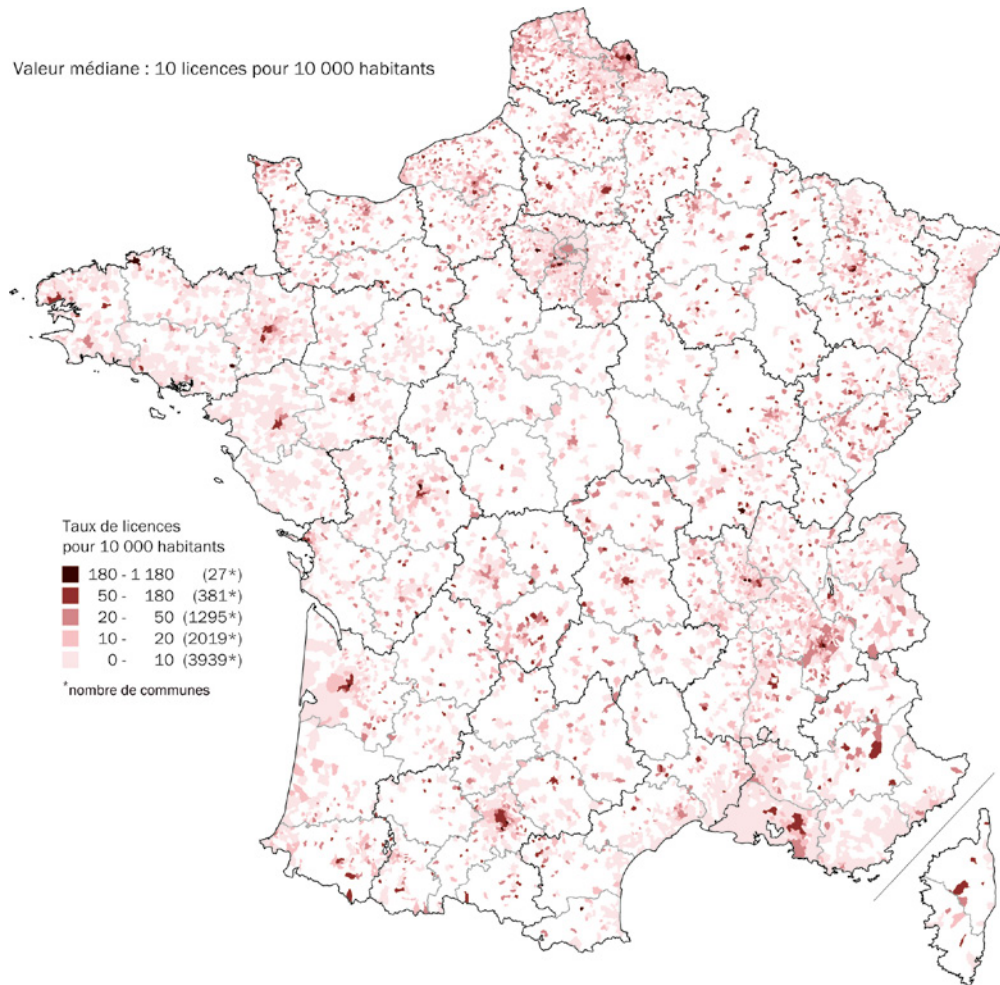 Valeur médiane : 10 licences pour 10 000 habitants
Taux de licences
pour 10 000 habitants
180 - 1 180 (27*)
50 - 180 (381*)
20 - 50 (1295*)
10 - 20 (2019*)
0 - 10 (3939*)
*nombre de communes